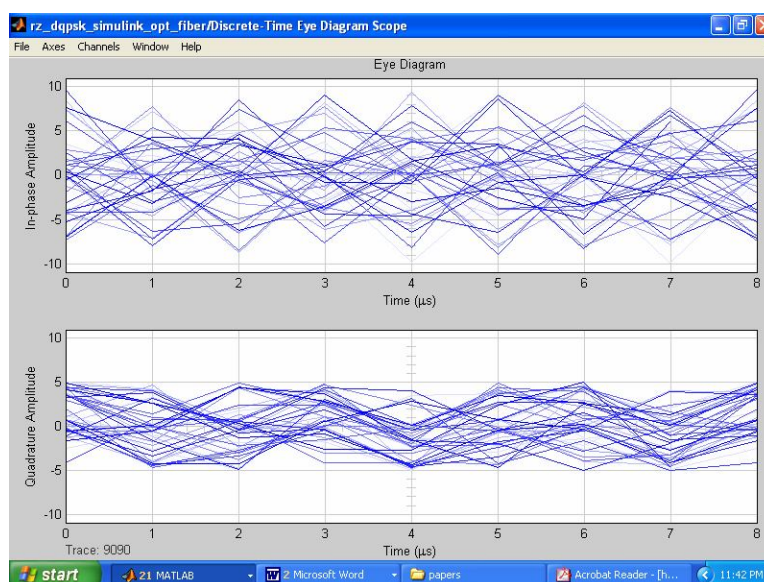 rz_dqpsk_simulink_opt_fiber/Discrete-Time Eye Diagram Scope
File Axes Channels Window Help
Eye Diagram
In-phase Amplitude
10
5
0
-5
-10
0 1 2 3 4 5 6 7 8
Time (μs)
Quadrature Amplitude
10
5
0
-5
-10
0 1 2 3 4 5 6 7 8
Time (μs)
Trace: 9090
start 21 MATLAB 2 Microsoft Word papers Acrobat Reader - [h... 11:42 PM